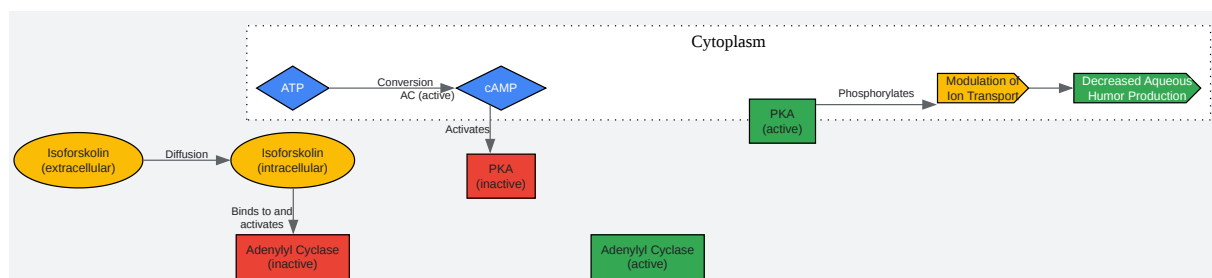 Cytoplasm
ATP
Conversion
AC (active)
cAMP
Modulation of
Ion Transport
Decreased Aqueous
Humor Production
Phosphorylates
PKA
(active)
Activates
Isoforskolin
(extracellular)
Diffusion
Isoforskolin
(intracellular)
PKA
(inactive)
Binds to and
activates
Adenylyl Cyclase
(inactive)
Adenylyl Cyclase
(active)